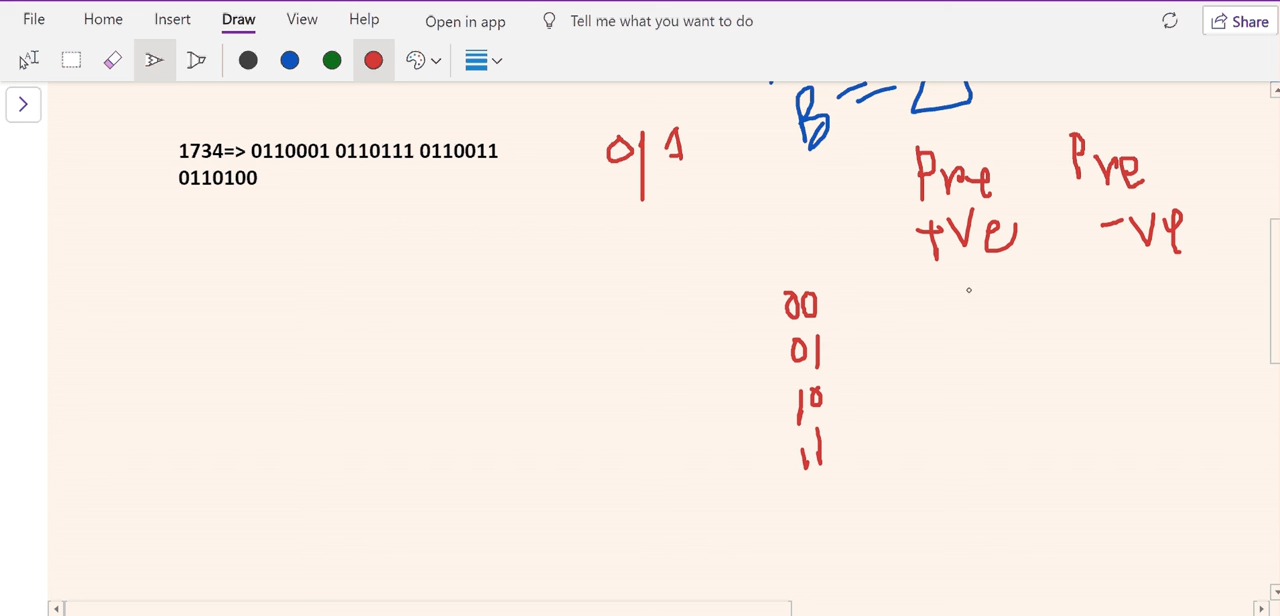 File Home Insert Draw View Help Open in app Tell me what you want to do Share
B =
1734=> 0110001 0110111 0110011
0110100
0|1
Pre Pre
+ve -ve
00
01
10
11